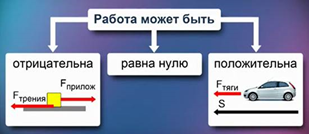 Работа может быть
отрицательна
равна нулю
положительна
Fприлож
Fтрения
Fтяги
S